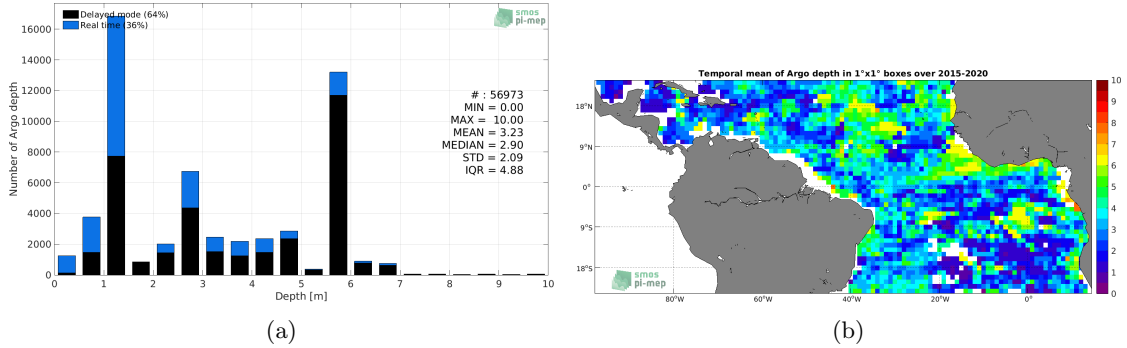 Delayed mode (64%)
Real time (36%)
smos
pi-mep
16000
14000
12000
10000
8000
6000
4000
2000
0
Number of Argo depth
# : 56973
MIN = 0.00
MAX = 10.00
MEAN = 3.23
MEDIAN = 2.90
STD = 2.09
IQR = 4.88
0 1 2 3 4 5 6 7 8 9 10
Depth [m]
(a)
Temporal mean of Argo depth in 1°x1° boxes over 2015-2020
18°N
9°N
0°
9°S
18°S
80°W 60°W 40°W 20°W 0°
smos
pi-mep
10
9
8
7
6
5
4
3
2
1
0
(b)